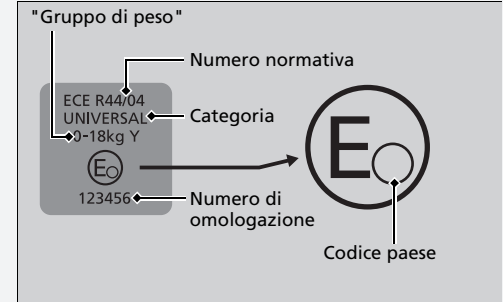 "Gruppo di peso"
Numero normativa
ECE R44/04
UNIVERSAL
Categoria
0-18kg Y
E
E
123456
Numero di
omologazione
Codice paese